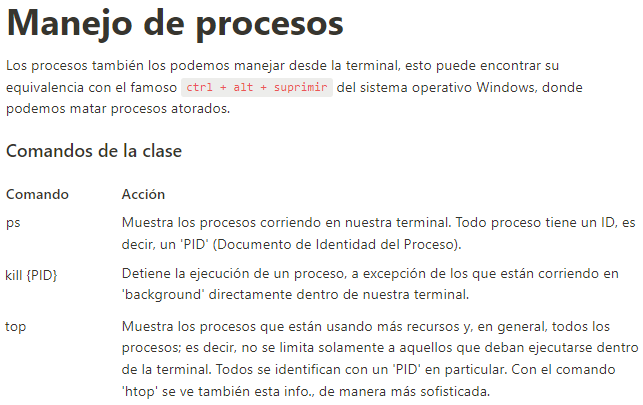 Manejo de procesos
Los procesos también los podemos manejar desde la terminal, esto puede encontrar su
equivalencia con el famoso ctrl + alt + suprimir del sistema operativo Windows, donde
podemos matar procesos atorados.
Comandos de la clase
Comando Acción
ps Muestra los procesos corriendo en nuestra terminal. Todo proceso tiene un ID, es
decir, un 'PID' (Documento de Identidad del Proceso).
kill {PID} Detiene la ejecución de un proceso, a excepción de los que están corriendo en
'background' directamente dentro de nuestra terminal.
top Muestra los procesos que están usando más recursos y, en general, todos los
procesos; es decir, no se limita solamente a aquellos que deban ejecutarse dentro
de la terminal. Todos se identifican con un 'PID' en particular. Con el comando
'htop' se ve también esta info., de manera más sofisticada.